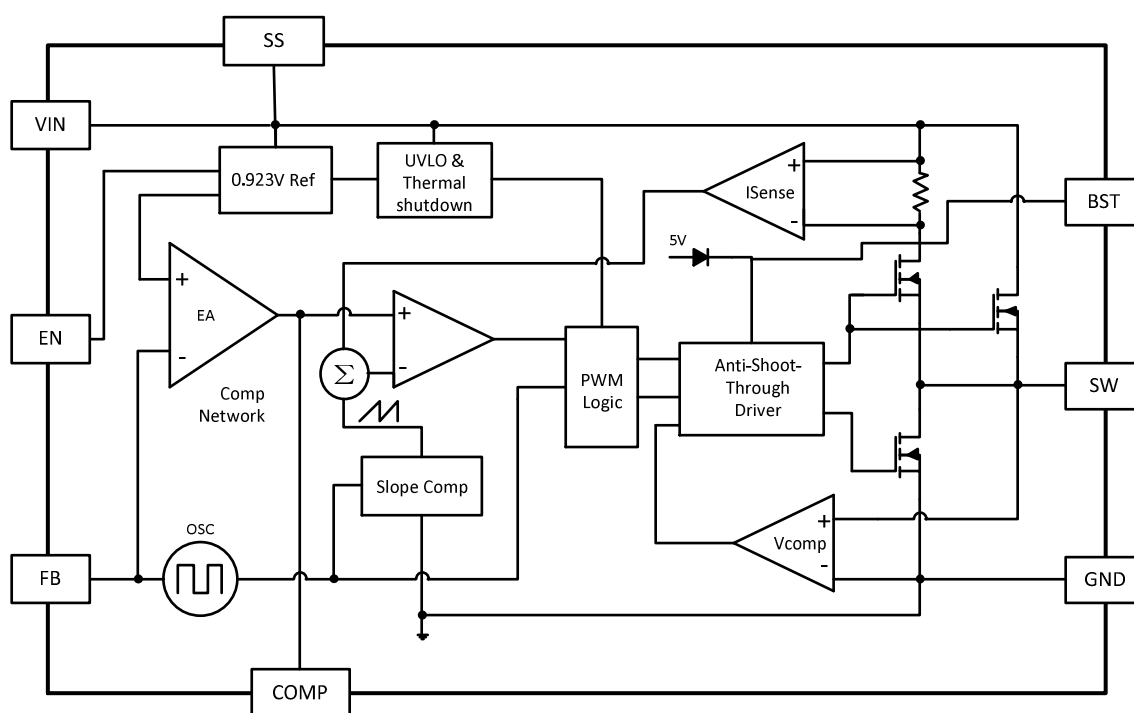 SS
VIN
UVLO &
Thermal
shutdown
0.923V Ref
+
ISense
-
BST
5V
+
EA
-
EN
+
-
Σ
Comp
Network
PWM
Logic
Anti-Shoot-
Through
Driver
SW
Slope Comp
+
Vcomp
-
OSC
FB
GND
COMP